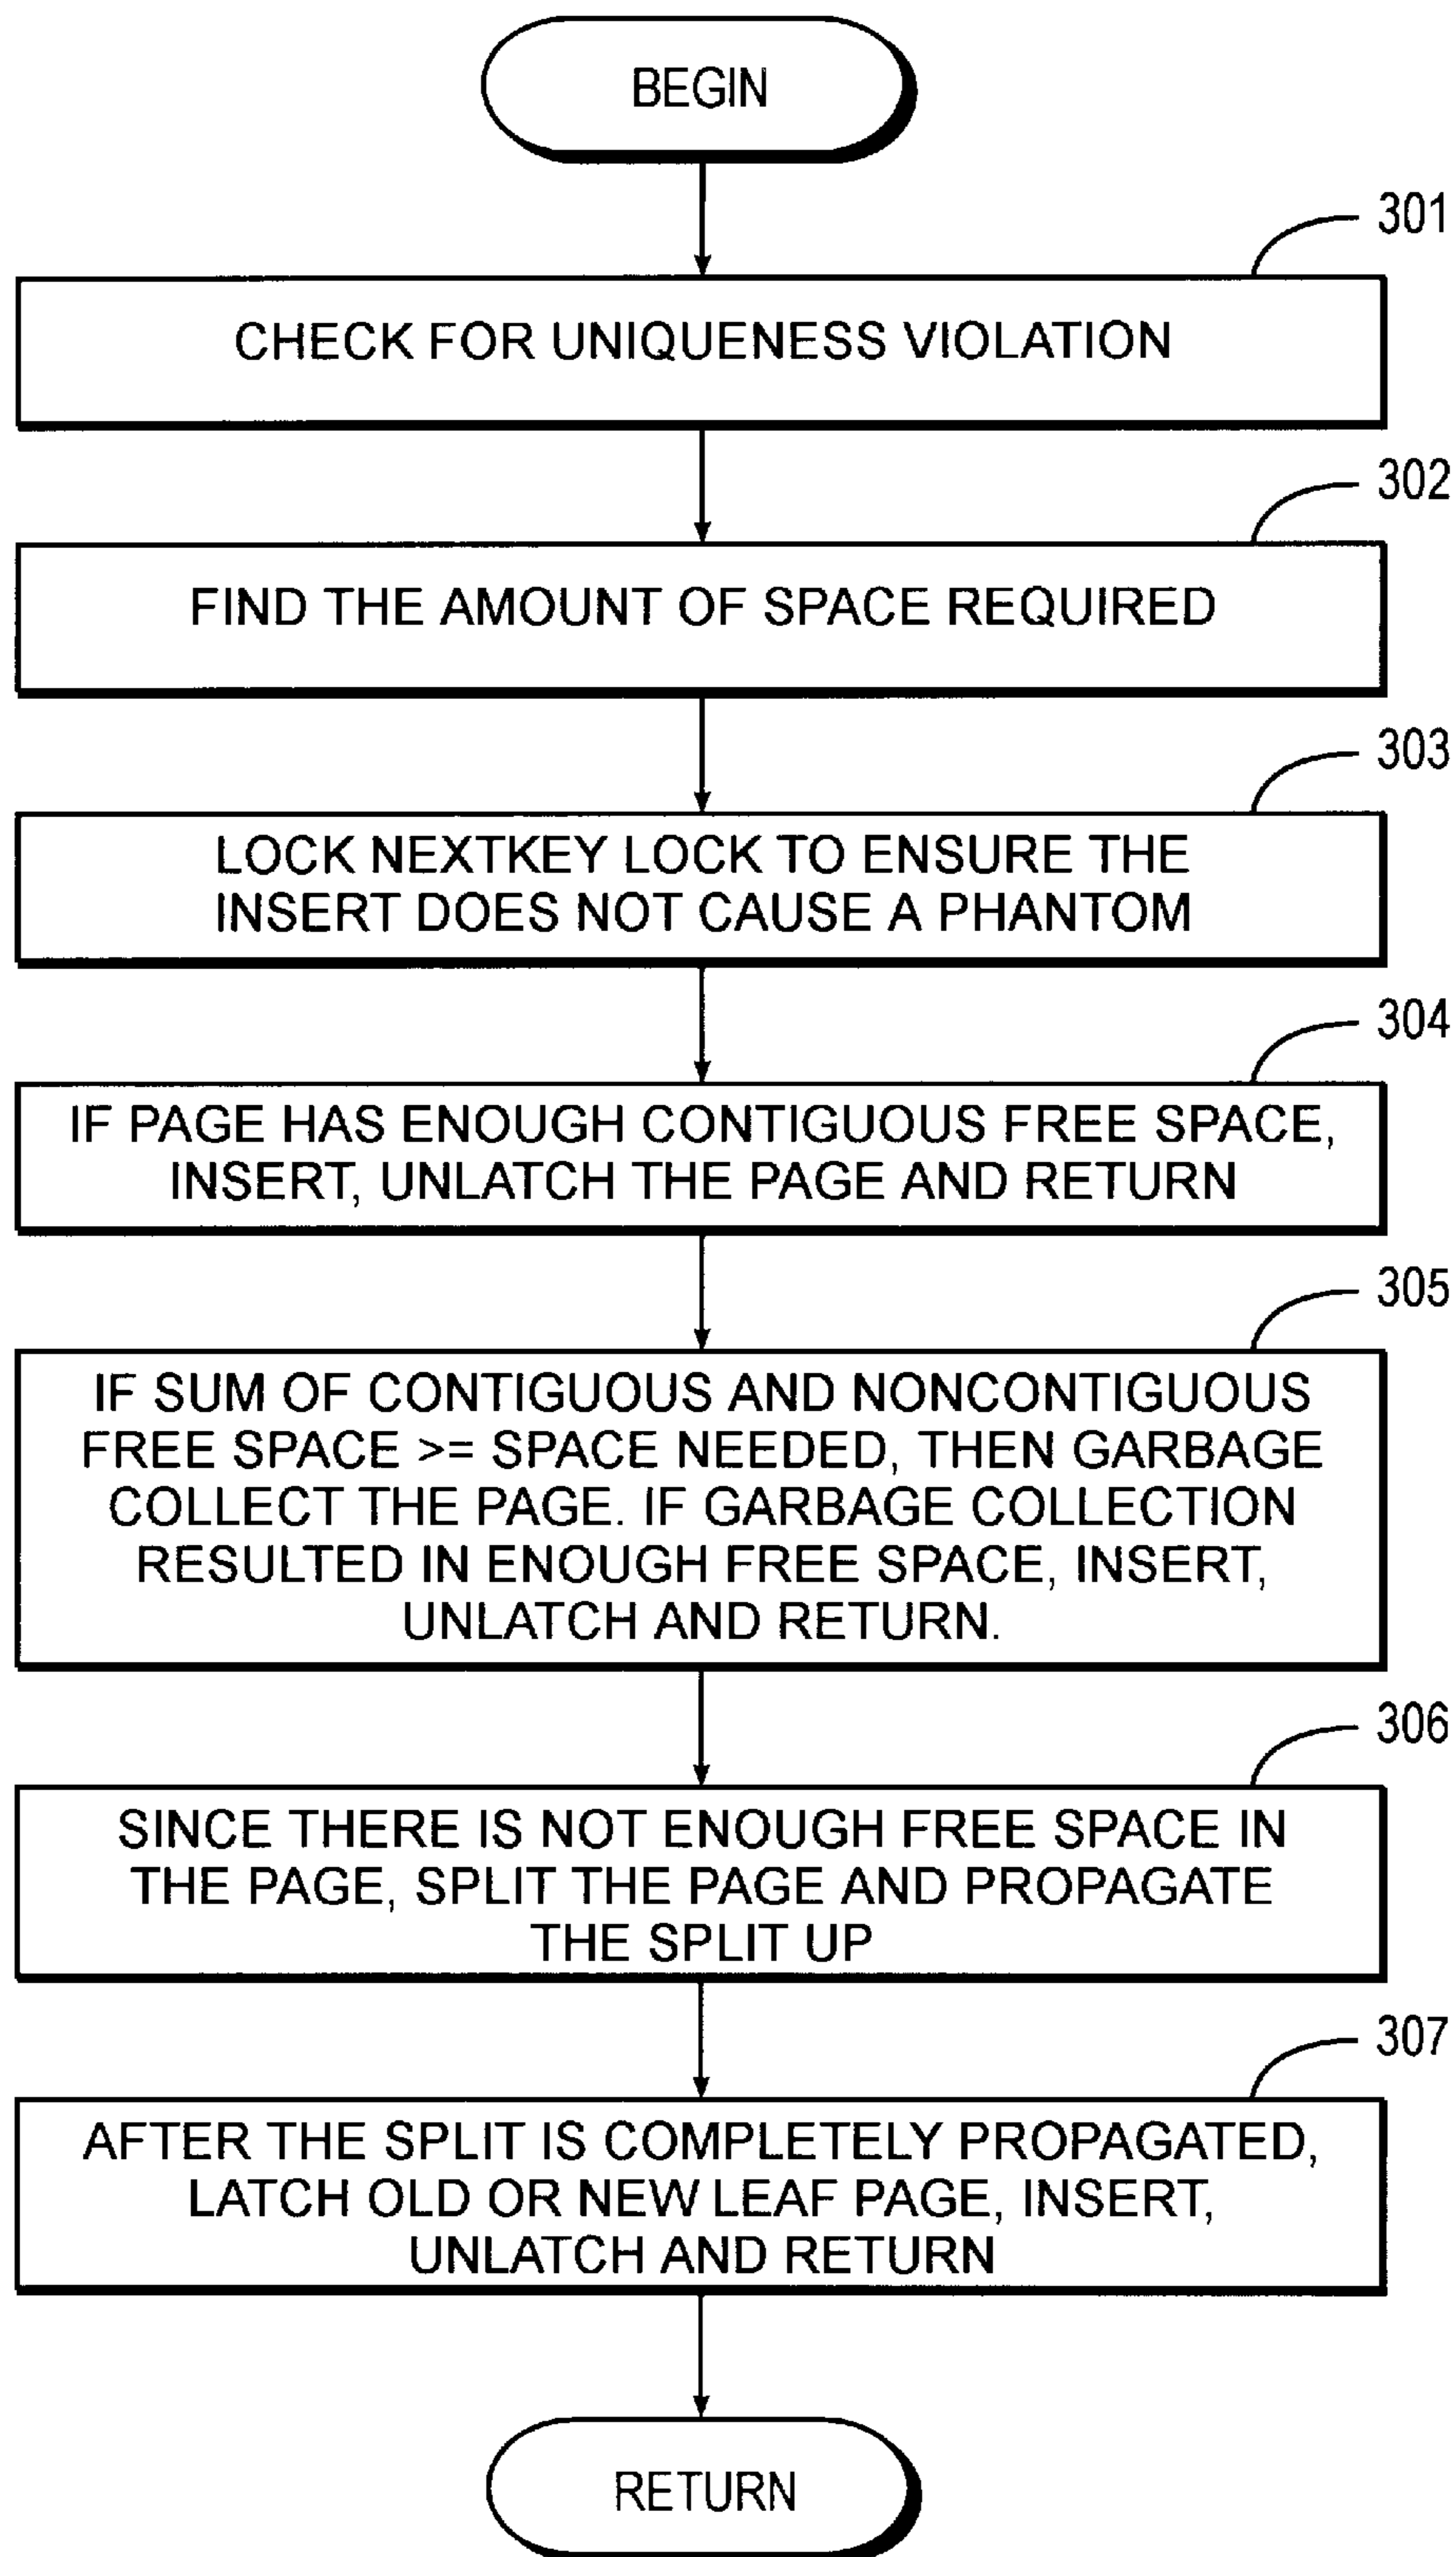 BEGIN
301
CHECK FOR UNIQUENESS VIOLATION
302
FIND THE AMOUNT OF SPACE REQUIRED
303
LOCK NEXTKEY LOCK TO ENSURE THE
INSERT DOES NOT CAUSE A PHANTOM
304
IF PAGE HAS ENOUGH CONTIGUOUS FREE SPACE,
INSERT, UNLATCH THE PAGE AND RETURN
305
IF SUM OF CONTIGUOUS AND NONCONTIGUOUS
FREE SPACE >= SPACE NEEDED, THEN GARBAGE
COLLECT THE PAGE. IF GARBAGE COLLECTION
RESULTED IN ENOUGH FREE SPACE, INSERT,
UNLATCH AND RETURN.
306
SINCE THERE IS NOT ENOUGH FREE SPACE IN
THE PAGE, SPLIT THE PAGE AND PROPAGATE
THE SPLIT UP
307
AFTER THE SPLIT IS COMPLETELY PROPAGATED,
LATCH OLD OR NEW LEAF PAGE, INSERT,
UNLATCH AND RETURN
RETURN